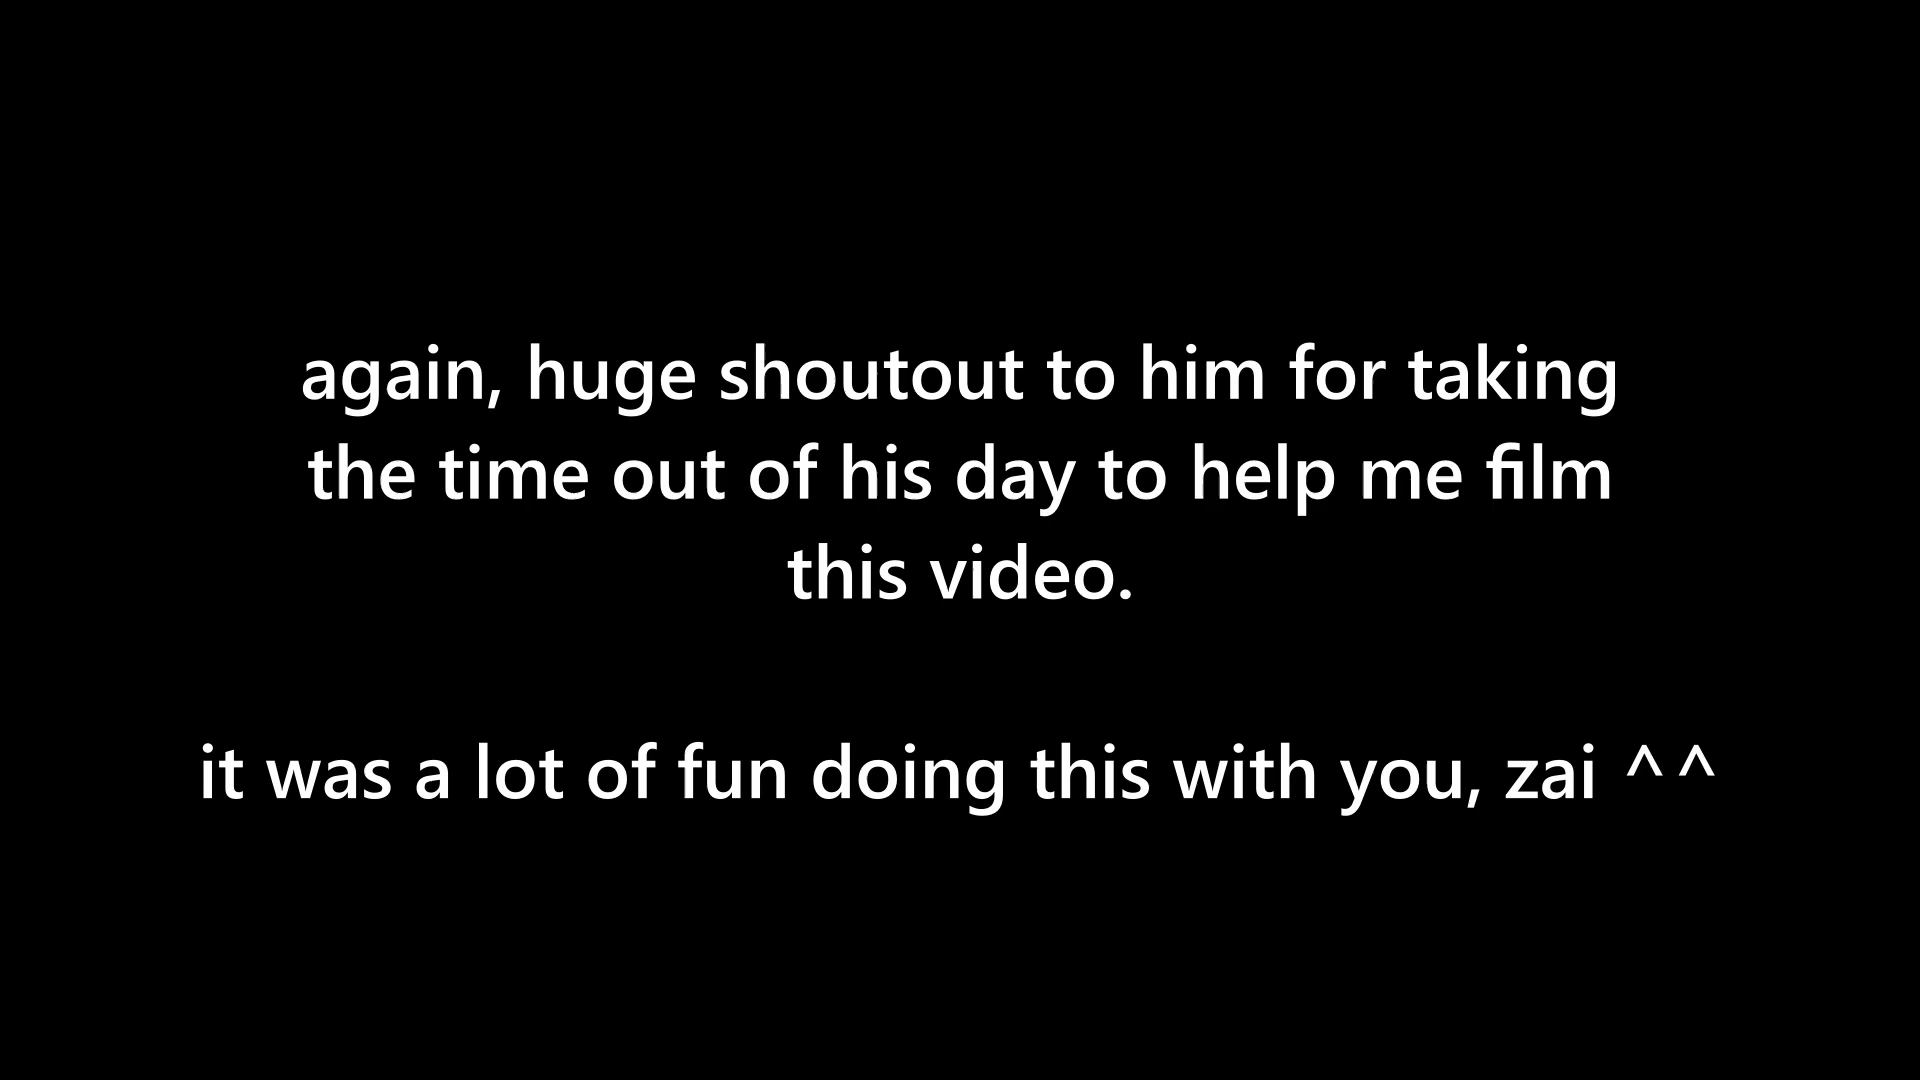 again, huge shoutout to him for taking
the time out of his day to help me film
this video.
it was a lot of fun doing this with you, zai ^^